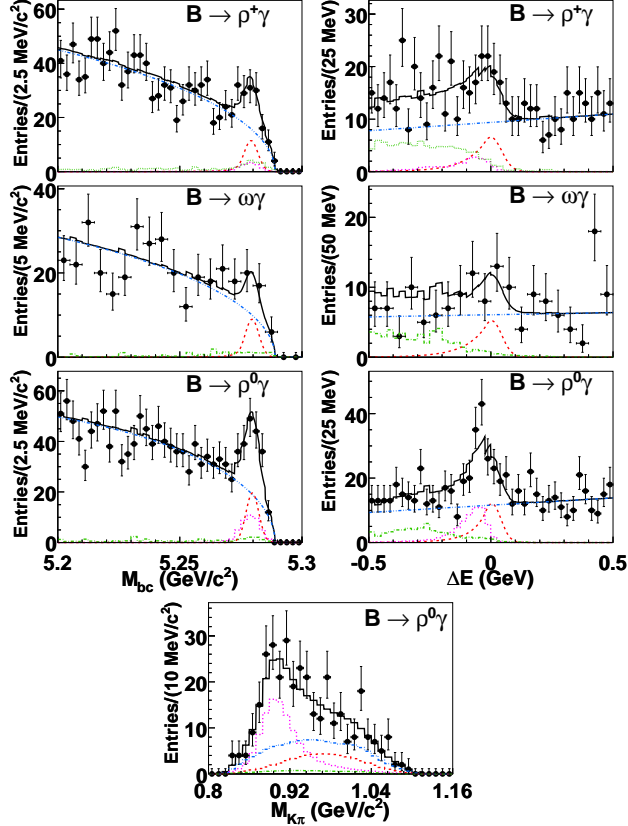 B → ρ⁺γ
Entries/(2.5 MeV/c²)
60
40
20
0
B → ρ⁺γ
Entries/(25 MeV)
30
20
10
0
B → ωγ
Entries/(5 MeV/c²)
40
20
0
B → ωγ
Entries/(50 MeV)
20
10
0
B → ρ⁰γ
Entries/(2.5 MeV/c²)
60
40
20
0
5.2 5.25 5.3
M_bc (GeV/c²)
B → ρ⁰γ
Entries/(25 MeV)
40
20
0
-0.5 0 0.5
ΔE (GeV)
B → ρ⁰γ
Entries/(10 MeV/c²)
30
20
10
0
0.8 0.92 1.04 1.16
M_Kπ (GeV/c²)